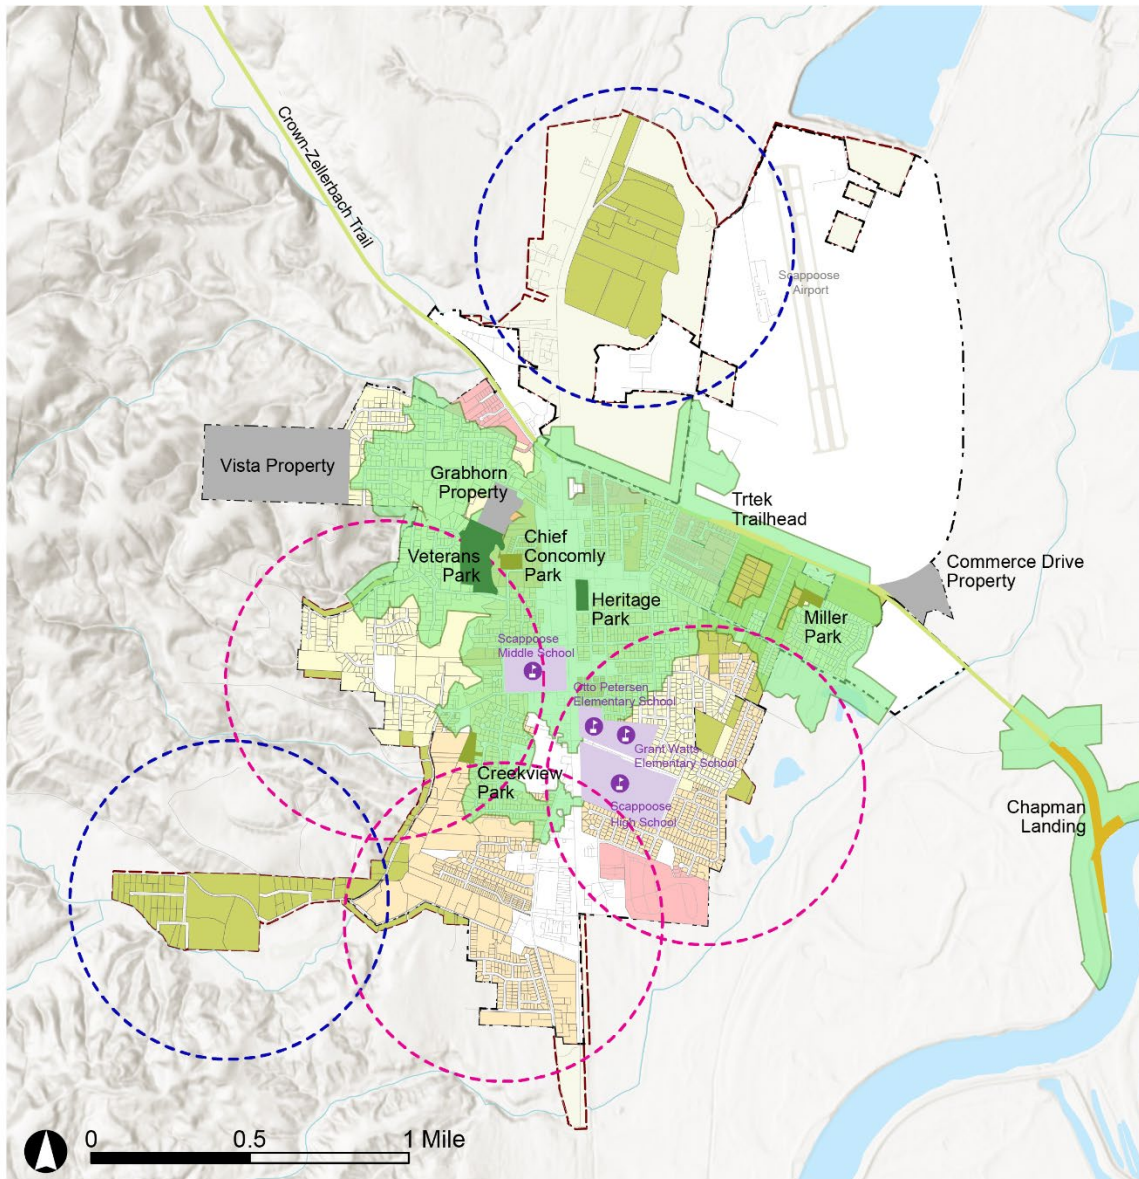 Crown-Zellerbach Trail
Scappoose
Airport
Vista Property
Grabhorn
Property
Trtek
Trailhead
Veterans
Park
Chief
Concomly
Park
Commerce Drive
Property
Heritage
Park
Miller
Park
Scappoose
Middle School
Otto Petersen
Elementary School
Grant Watts
Elementary School
Creekview
Park
Scappoose
High School
Chapman
Landing
0 0.5 1 Mile